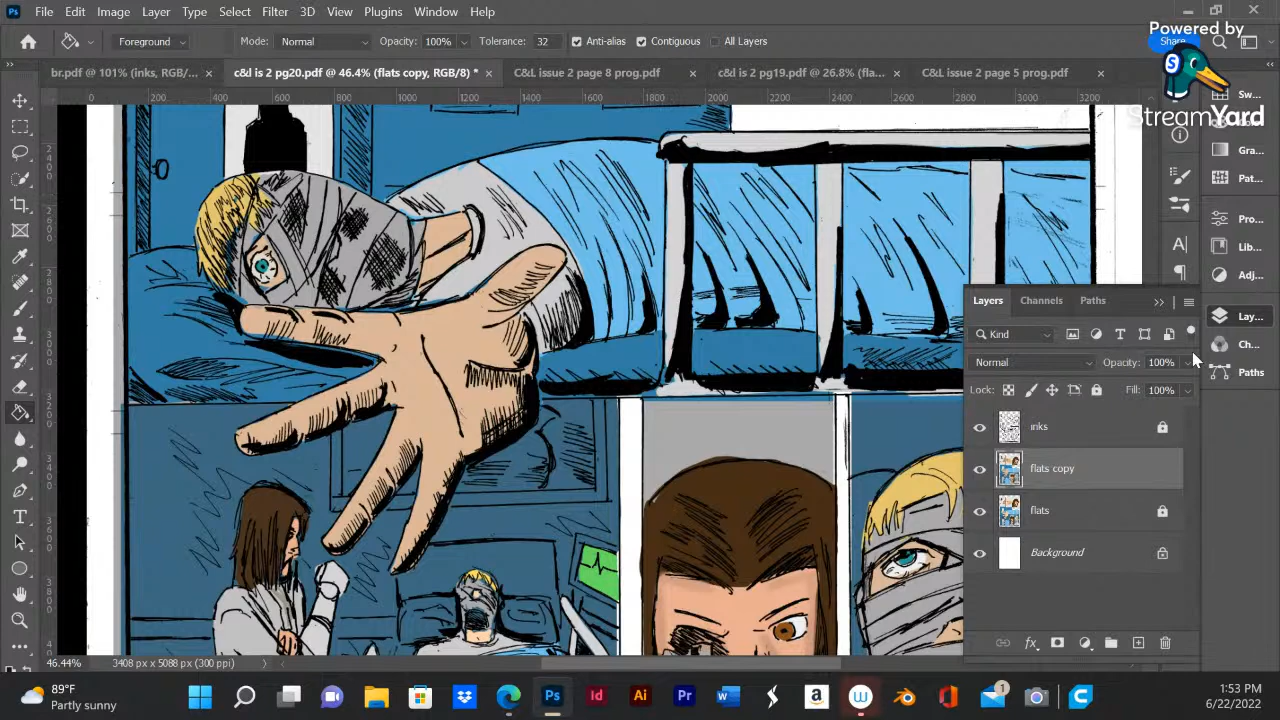 Ps File Edit Image Layer Type Select Filter 3D View Plugins Window Help
Powered by
StreamYard
Foreground Mode: Normal Opacity: 100% Tolerance: 32 Anti-alias Contiguous All Layers Share
br.pdf @ 101% (inks, RGB/... × c&l is 2 pg20.pdf @ 46.4% (flats copy, RGB/8) * × C&L issue 2 page 8 prog.pdf × c&l is 2 pg19.pdf @ 26.8% (fla... × C&L issue 2 page 5 prog.pdf ×
0 200 400 600 800 1000 1200 1400 1600 1800 2000 2200 2400 2600 2800 3000 3200
Sw...
Gra...
Pat...
Pro...
Lib...
Adj...
Lay...
Ch...
Paths
Layers Channels Paths
Kind
Normal Opacity: 100%
Lock: Fill: 100%
inks
flats copy
flats
Background
46.44% 3408 px x 5088 px (300 ppi)
89°F
Partly sunny
1:53 PM
6/22/2022